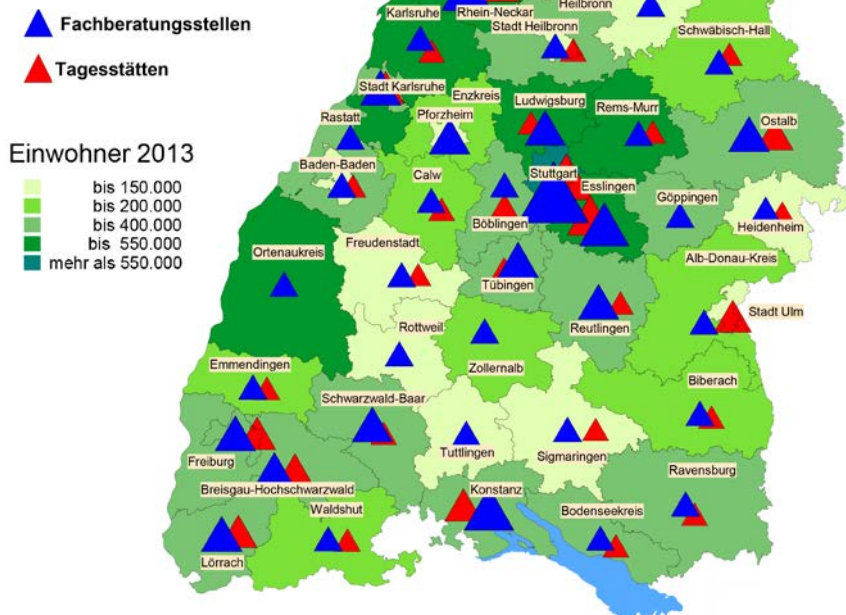 Fachberatungsstellen
Tagesstätten
Einwohner 2013
bis 150.000
bis 200.000
bis 400.000
bis 550.000
mehr als 550.000
Heilbronn
Karlsruhe
Rhein-Neckar
Stadt Heilbronn
Schwäbisch-Hall
Stadt Karlsruhe
Enzkreis
Ludwigsburg
Rems-Murr
Rastatt
Pforzheim
Ostalb
Baden-Baden
Calw
Stuttgart
Esslingen
Göppingen
Böblingen
Heidenheim
Ortenaukreis
Freudenstadt
Alb-Donau-Kreis
Tübingen
Rottweil
Reutlingen
Stadt Ulm
Emmendingen
Zollernalb
Schwarzwald-Baar
Biberach
Freiburg
Tuttlingen
Sigmaringen
Breisgau-Hochschwarzwald
Ravensburg
Konstanz
Waldshut
Bodenseekreis
Lörrach